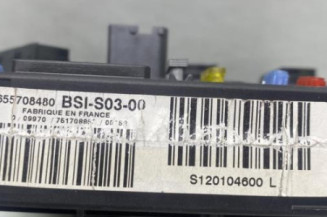 655708480 BSI-S03-00
FABRIQUE EN FRANCE
S120104600 L